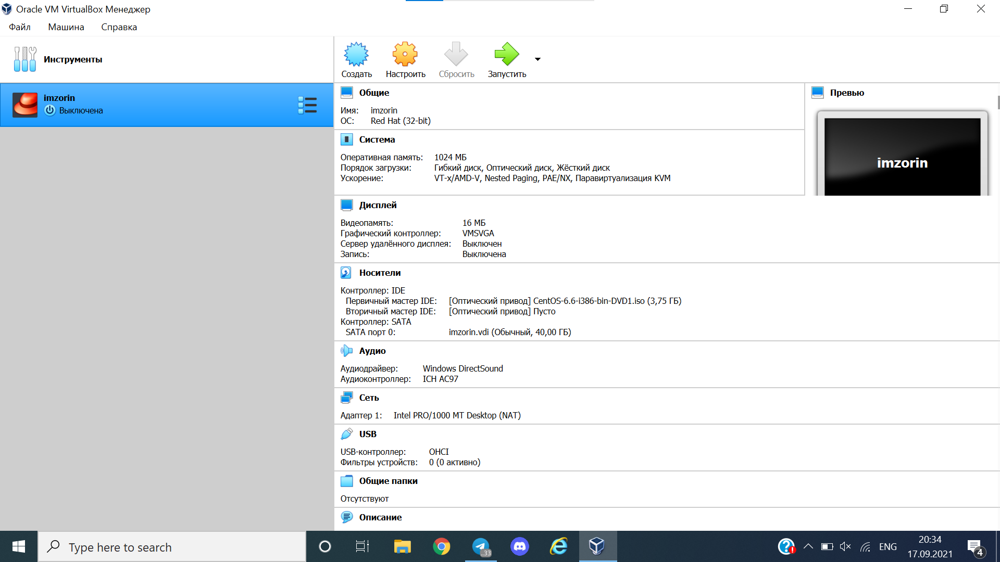 Oracle VM VirtualBox Менеджер
Файл Машина Справка
Инструменты
Создать Настроить Сбросить Запустить
imzorin
Выключена
Общие
Имя: imzorin
ОС: Red Hat (32-bit)
Превью
imzorin
Система
Оперативная память: 1024 МБ
Порядок загрузки: Гибкий диск, Оптический диск, Жёсткий диск
Ускорение: VT-x/AMD-V, Nested Paging, PAE/NX, Паравиртуализация KVM
Дисплей
Видеопамять: 16 МБ
Графический контроллер: VMSVGA
Сервер удалённого дисплея: Выключен
Запись: Выключена
Носители
Контроллер: IDE
Первичный мастер IDE: [Оптический привод] CentOS-6.6-i386-bin-DVD1.iso (3,75 ГБ)
Вторичный мастер IDE: [Оптический привод] Пусто
Контроллер: SATA
SATA порт 0: imzorin.vdi (Обычный, 40,00 ГБ)
Аудио
Аудиодрайвер: Windows DirectSound
Аудиоконтроллер: ICH AC97
Сеть
Адаптер 1: Intel PRO/1000 MT Desktop (NAT)
USB
USB-контроллер: OHCI
Фильтры устройств: 0 (0 активно)
Общие папки
Отсутствуют
Описание
Type here to search
..33
ENG
20:34
17.09.2021
4